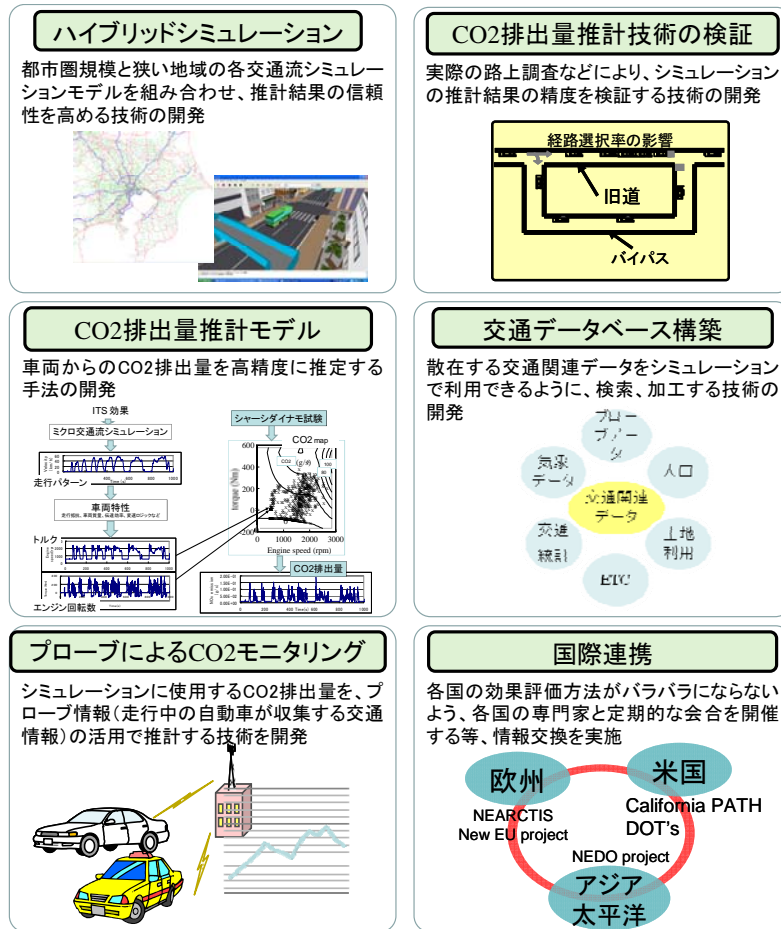 ハイブリッドシミュレーション
都市圏規模と狭い地域の各交通流シミュレー
ションモデルを組み合わせ、推計結果の信頼
性を高める技術の開発
CO2排出量推計技術の検証
実際の路上調査などにより、シミュレーション
の推計結果の精度を検証する技術の開発
経路選択率の影響
旧道
バイパス
CO2排出量推計モデル
車両からのCO2排出量を高精度に推定する
手法の開発
ITS 効果
ミクロ交通流シミュレーション
走行パターン
車両特性
トルク
エンジン回転数
シャーシダイナモ試験
CO2 map
CO2 (g/s)
torque (Nm)
600
400
200
0
-200
0 1000 2000 3000
Engine speed (rpm)
CO2排出量
交通データベース構築
散在する交通関連データをシミュレーション
で利用できるように、検索、加工する技術の
開発
プロー
ブデー
タ
気象
データ
人口
交通関連
データ
交通
統計
土地
利用
ETC
プローブによるCO2モニタリング
シミュレーションに使用するCO2排出量を、プ
ローブ情報(走行中の自動車が収集する交通
情報)の活用で推計する技術を開発
国際連携
各国の効果評価方法がバラバラにならない
よう、各国の専門家と定期的な会合を開催
する等、情報交換を実施
欧州
NEARCTIS
New EU project
米国
California PATH
DOT's
NEDO project
アジア
太平洋